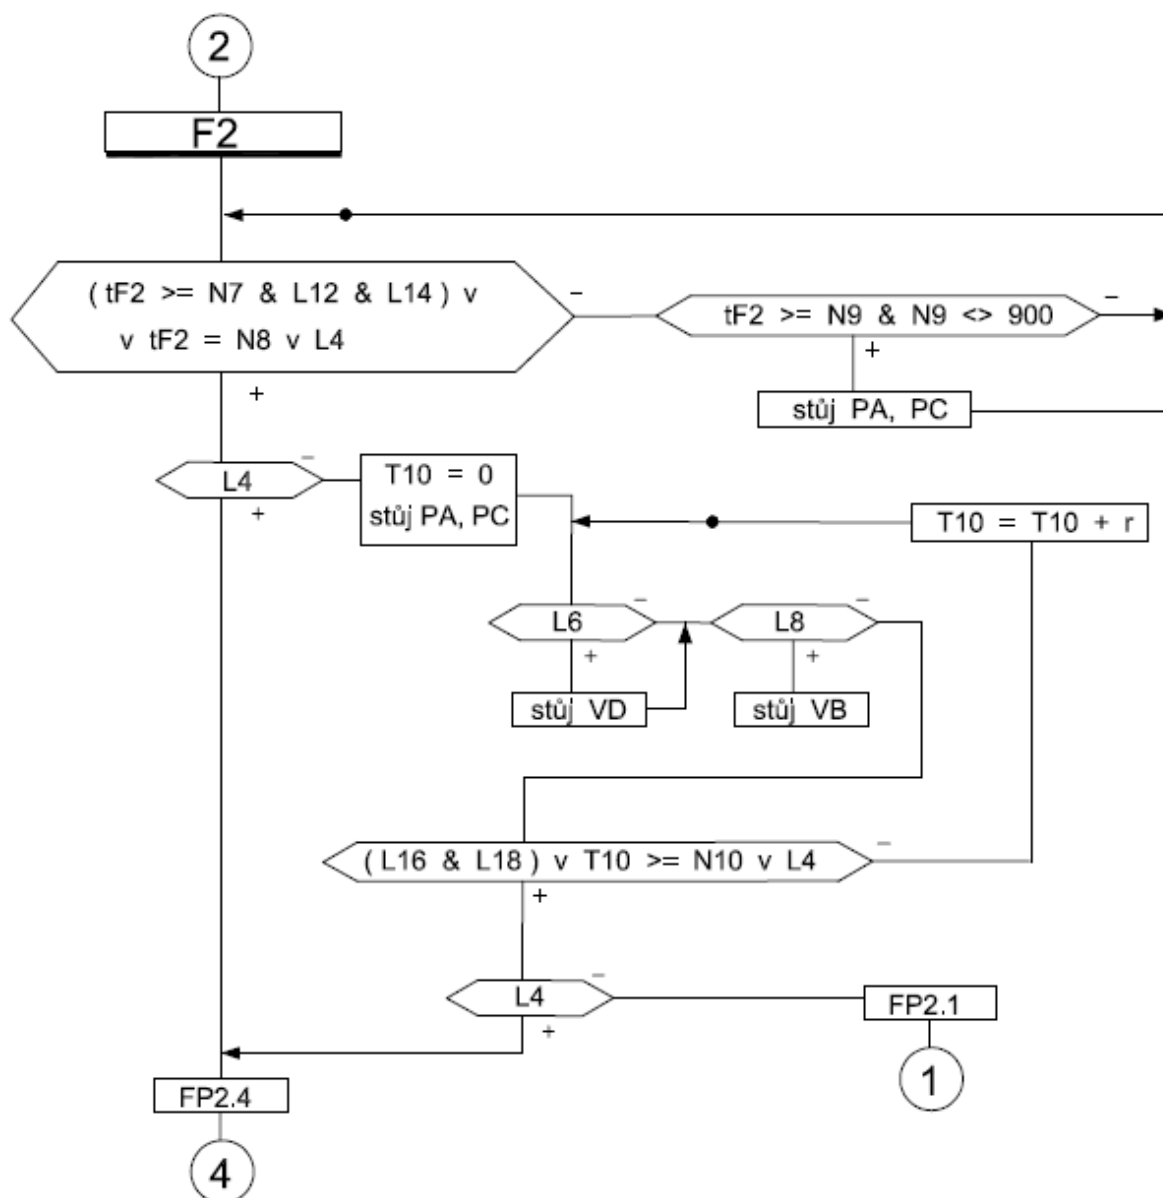 2
F2
( tF2 >= N7 & L12 & L14 ) v
v tF2 = N8 v L4
–
+
tF2 >= N9 & N9 <> 900
–
+
stůj PA, PC
L4
–
+
T10 = 0
stůj PA, PC
T10 = T10 + r
L6
–
+
L8
–
+
stůj VD
stůj VB
( L16 & L18 ) v T10 >= N10 v L4
–
+
L4
–
+
FP2.1
1
FP2.4
4